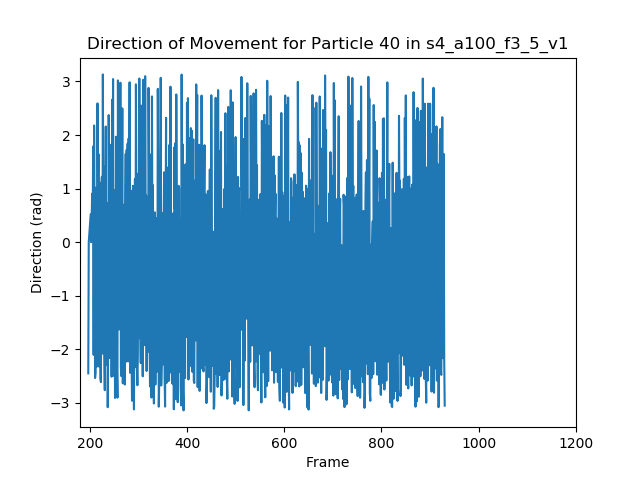 Direction of Movement for Particle 40 in s4_a100_f3_5_v1
3
2
1
0
−1
−2
−3
Direction (rad)
200 400 600 800 1000 1200
Frame